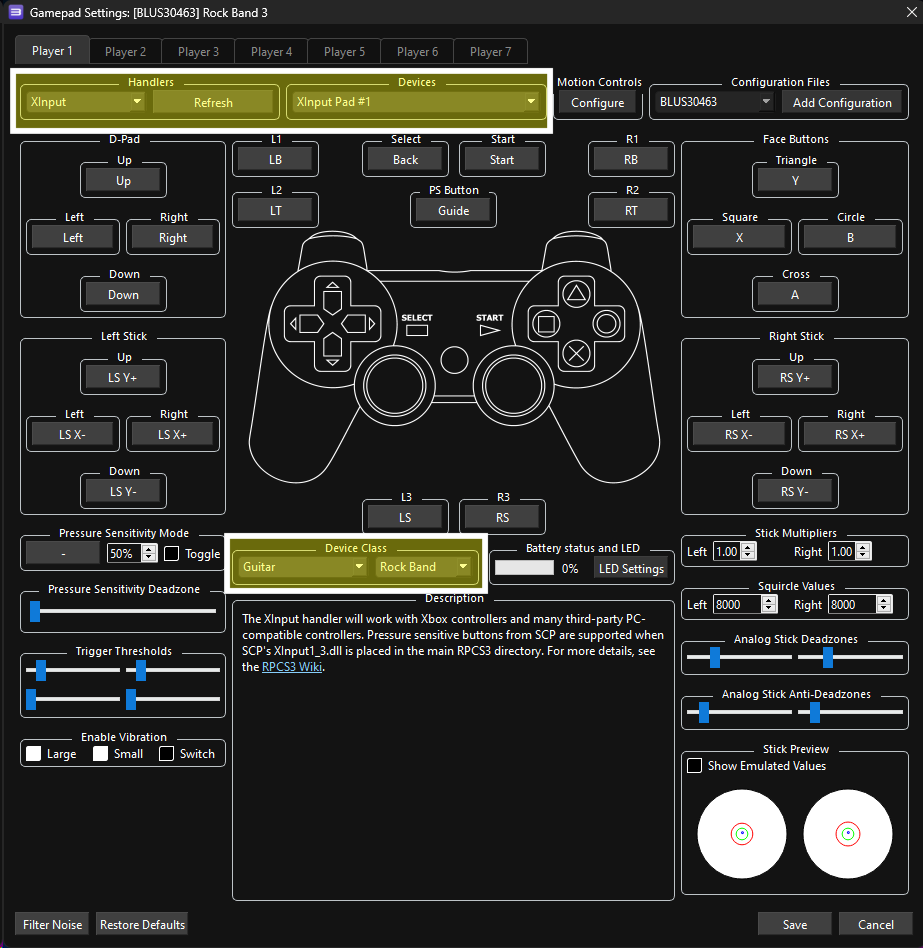 Gamepad Settings: [BLUS30463] Rock Band 3
Player 1 Player 2 Player 3 Player 4 Player 5 Player 6 Player 7
Handlers Devices Motion Controls Configuration Files
XInput Refresh XInput Pad #1 Configure BLUS30463 Add Configuration
D-Pad L1 Select Start R1 Face Buttons
Up LB Back Start RB Triangle
Up L2 PS Button R2 Y
LT Guide RT
Left Right Square Circle
Left Right X B
Down Cross
Down A
SELECT START
Left Stick Right Stick
Up Up
LS Y+ RS Y+
Left Right Left Right
LS X- LS X+ RS X- RS X+
Down Down
LS Y- RS Y-
L3 R3
LS RS
Pressure Sensitivity Mode Device Class Battery status and LED Stick Multipliers
- 50% Toggle Guitar Rock Band 0% LED Settings Left 1.00 Right 1.00
Pressure Sensitivity Deadzone Description Squircle Values
Left 8000 Right 8000
The XInput handler will work with Xbox controllers and many third-party PC-
compatible controllers. Pressure sensitive buttons from SCP are supported when
SCP's XInput1_3.dll is placed in the main RPCS3 directory. For more details, see
the RPCS3 Wiki.
Trigger Thresholds Analog Stick Deadzones
Analog Stick Anti-Deadzones
Enable Vibration
Large Small Switch
Stick Preview
Show Emulated Values
Filter Noise Restore Defaults Save Cancel